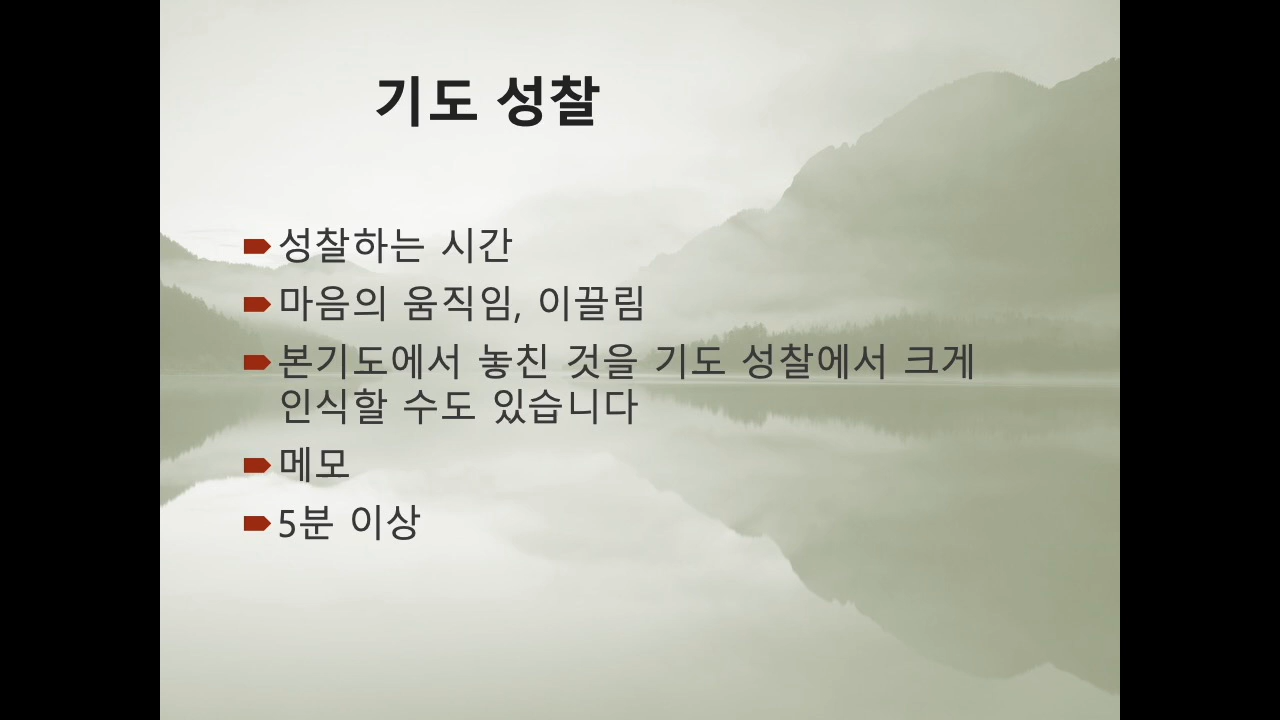 기도 성찰
성찰하는 시간
마음의 움직임, 이끌림
본기도에서 놓친 것을 기도 성찰에서 크게
인식할 수도 있습니다
메모
5분 이상